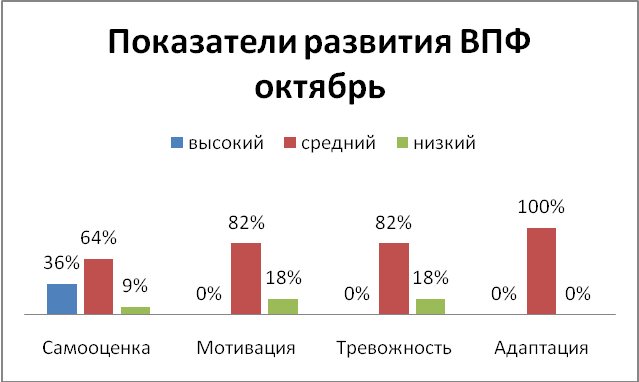 Показатели развития ВПФ
октябрь
высокий средний низкий
36% 64% 9% 0% 82% 18% 0% 82% 18% 0% 100% 0%
Самооценка Мотивация Тревожность Адаптация